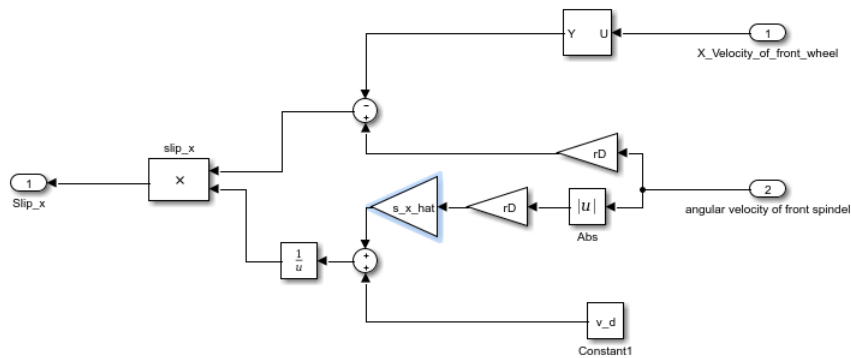 Y U
1
X_Velocity_of_front_wheel
−
+
slip_x
×
rD
1
Slip_x
2
angular velocity of front spindel
s_x_hat
rD
|u|
Abs
1
u
+
+
v_d
Constant1